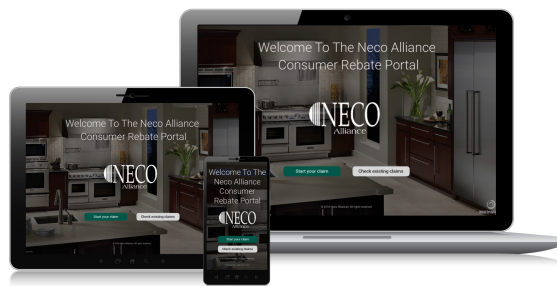 Welcome To The Neco Alliance
Consumer Rebate Portal
NECO
Alliance
Start your claim
Check existing claims
Welcome To The Neco Alliance
Consumer Rebate Portal
NECO
Alliance
Start your claim
Check existing claims
Welcome To The
Neco Alliance
Consumer
Rebate Portal
NECO
Alliance
Start your claim
Check existing claims